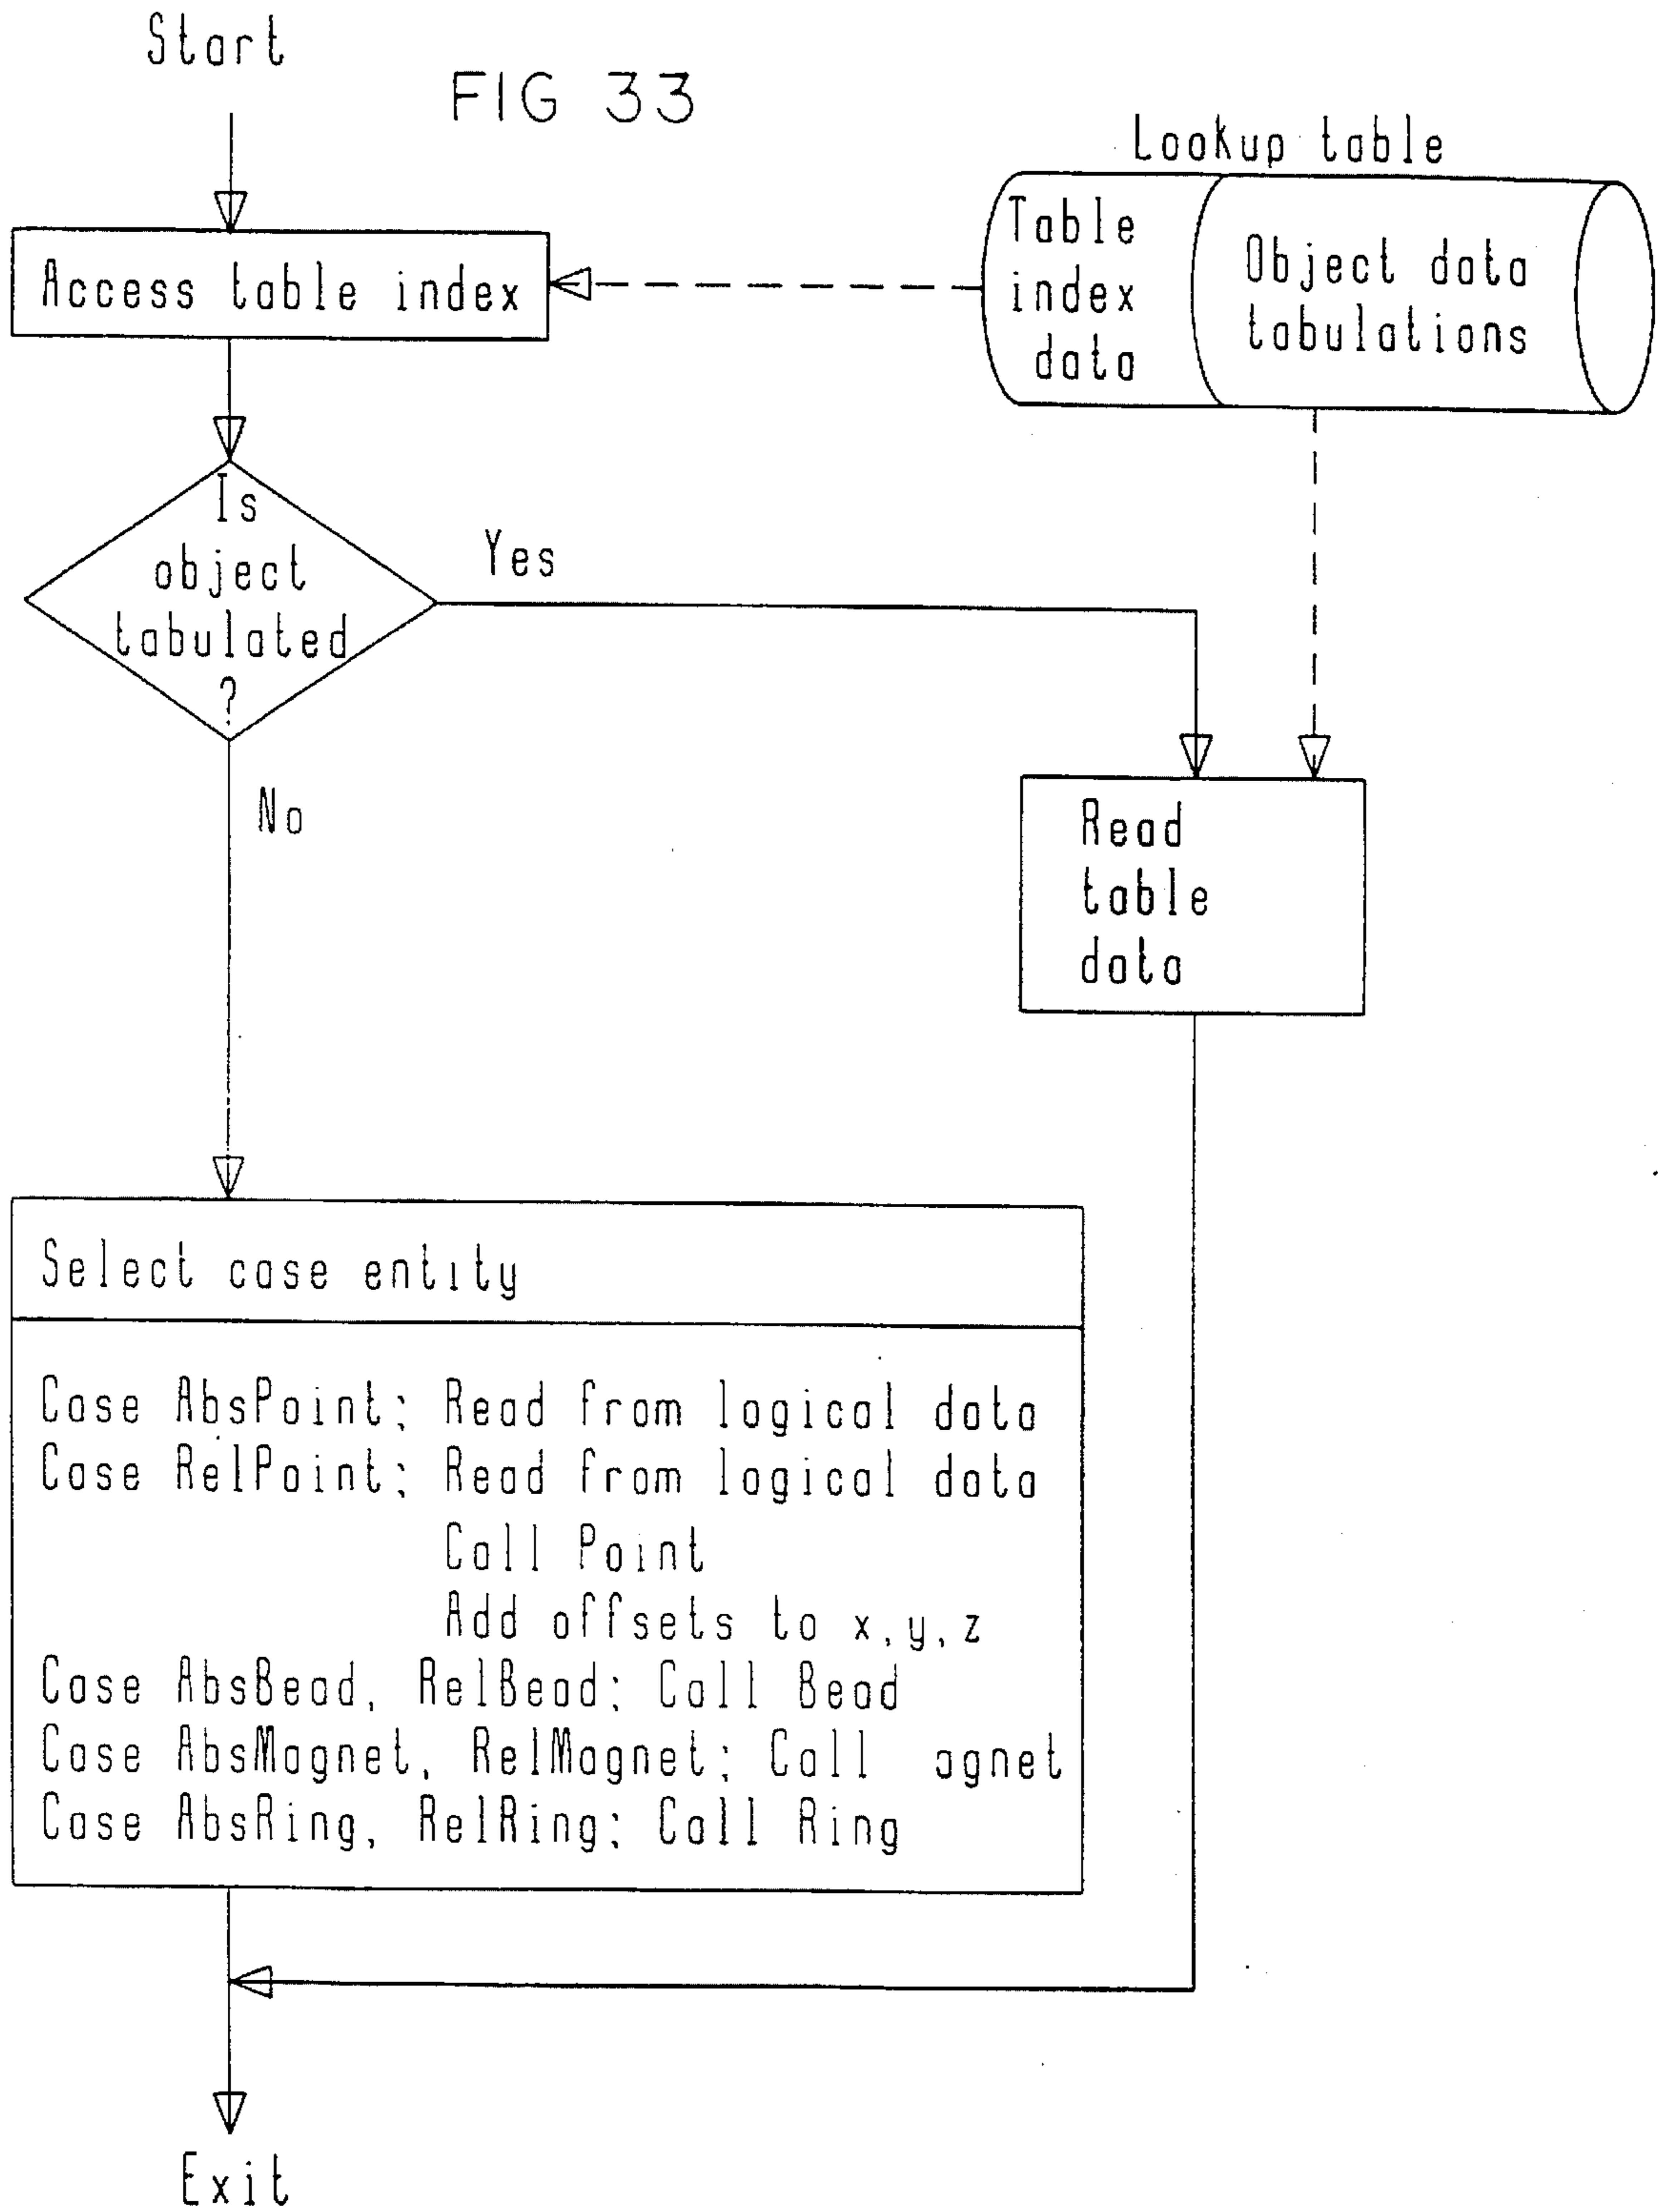 Start
FIG 33
Lookup table
Table
index
data
Object data
tabulations
Access table index
Is
object
tabulated
?
Yes
No
Read
table
data
Select case entity
Case AbsPoint; Read from logical data
Case RelPoint; Read from logical data
Call Point
Add offsets to x,y,z
Case AbsBead, RelBead; Call Bead
Case AbsMagnet, RelMagnet; Call agnet
Case AbsRing, RelRing; Call Ring
Exit